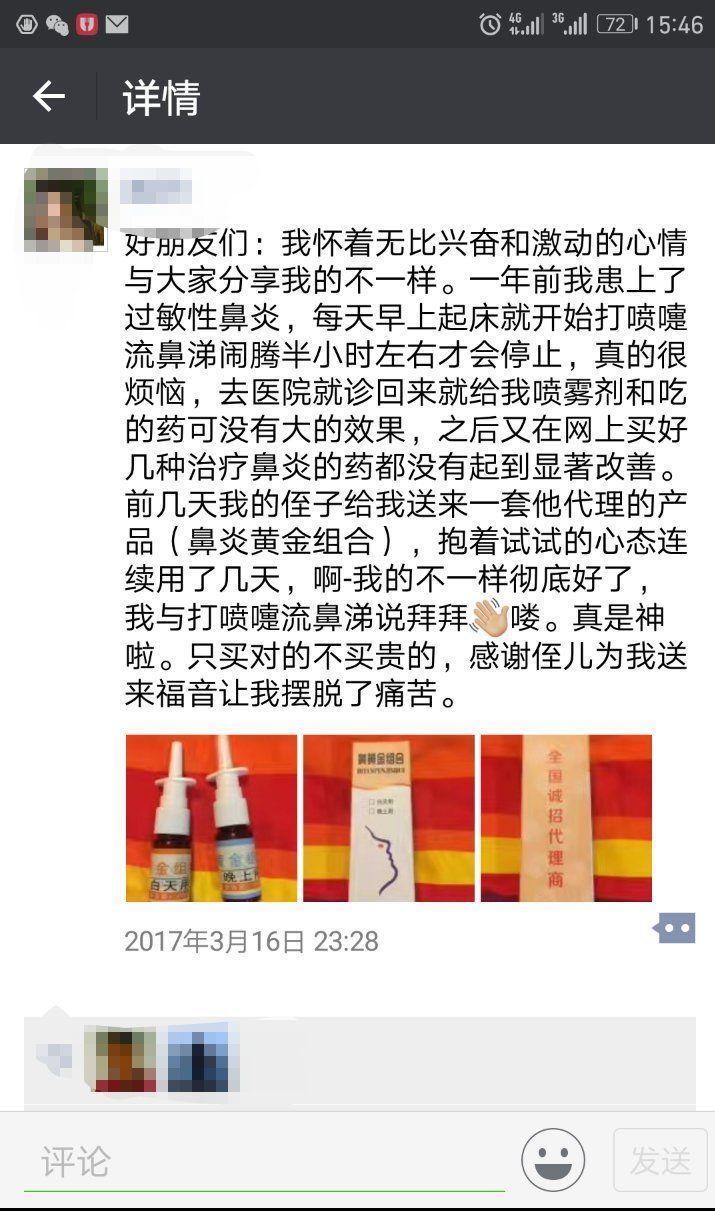 4G
3G
72
15:46
详情
好朋友们：我怀着无比兴奋和激动的心情
与大家分享我的不一样。一年前我患上了
过敏性鼻炎，每天早上起床就开始打喷嚏
流鼻涕闹腾半小时左右才会停止，真的很
烦恼，去医院就诊回来就给我喷雾剂和吃
的药可没有大的效果，之后又在网上买好
几种治疗鼻炎的药都没有起到显著改善。
前几天我的侄子给我送来一套他代理的产
品（鼻炎黄金组合），抱着试试的心态连
续用了几天，啊-我的不一样彻底好了，
我与打喷嚏流鼻涕说拜拜👋🏼喽。真是神
啦。只买对的不买贵的，感谢侄儿为我送
来福音让我摆脱了痛苦。
金组
白天用
黄金组
晚上用
黄金组合
全国诚招代理商
2017年3月16日 23:28
评论
发送